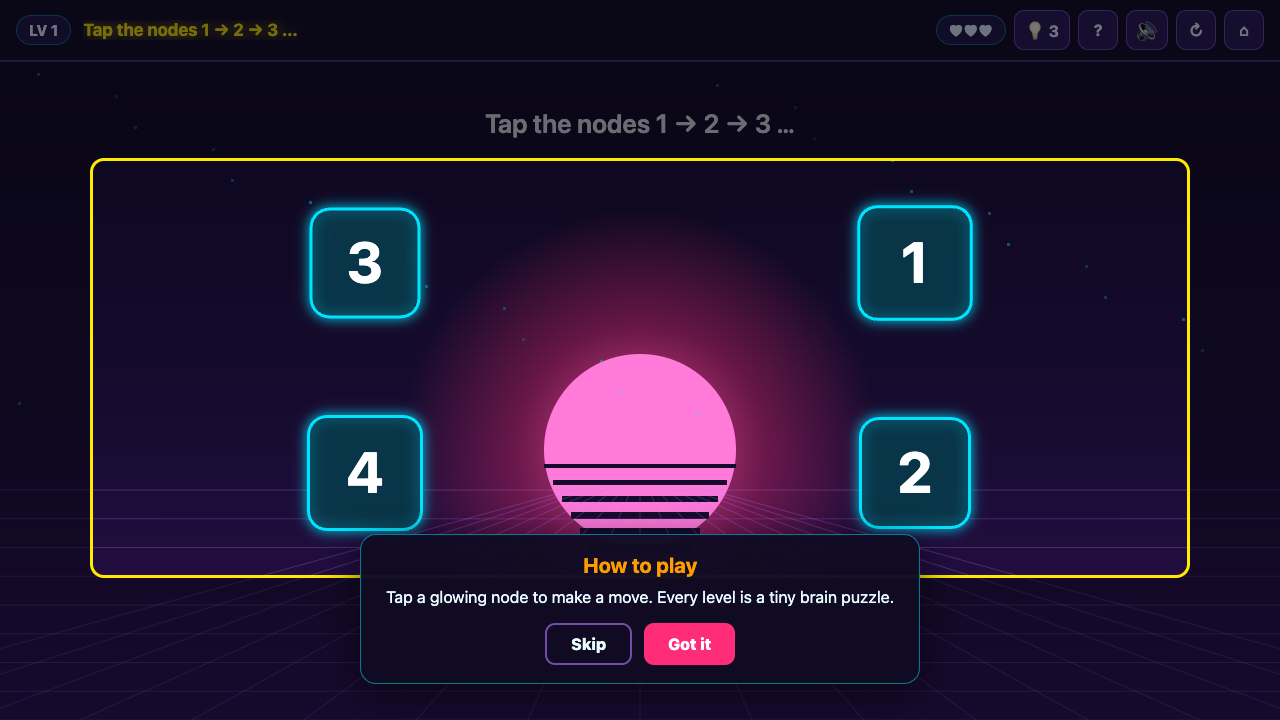 LV 1
Tap the nodes 1 → 2 → 3 ...
3
?
Tap the nodes 1 → 2 → 3 ...
3
1
4
2
How to play
Tap a glowing node to make a move. Every level is a tiny brain puzzle.
Skip
Got it